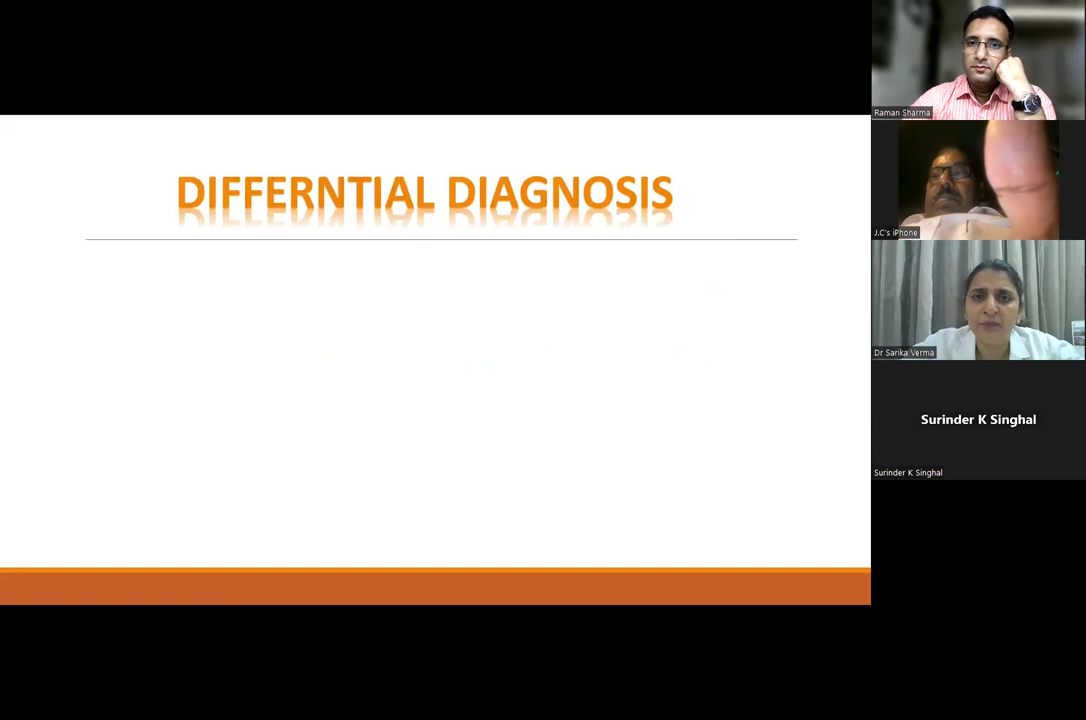 DIFFERNTIAL DIAGNOSIS
Raman Sharma
J.C's iPhone
Dr Sarika Verma
Surinder K Singhal
Surinder K Singhal